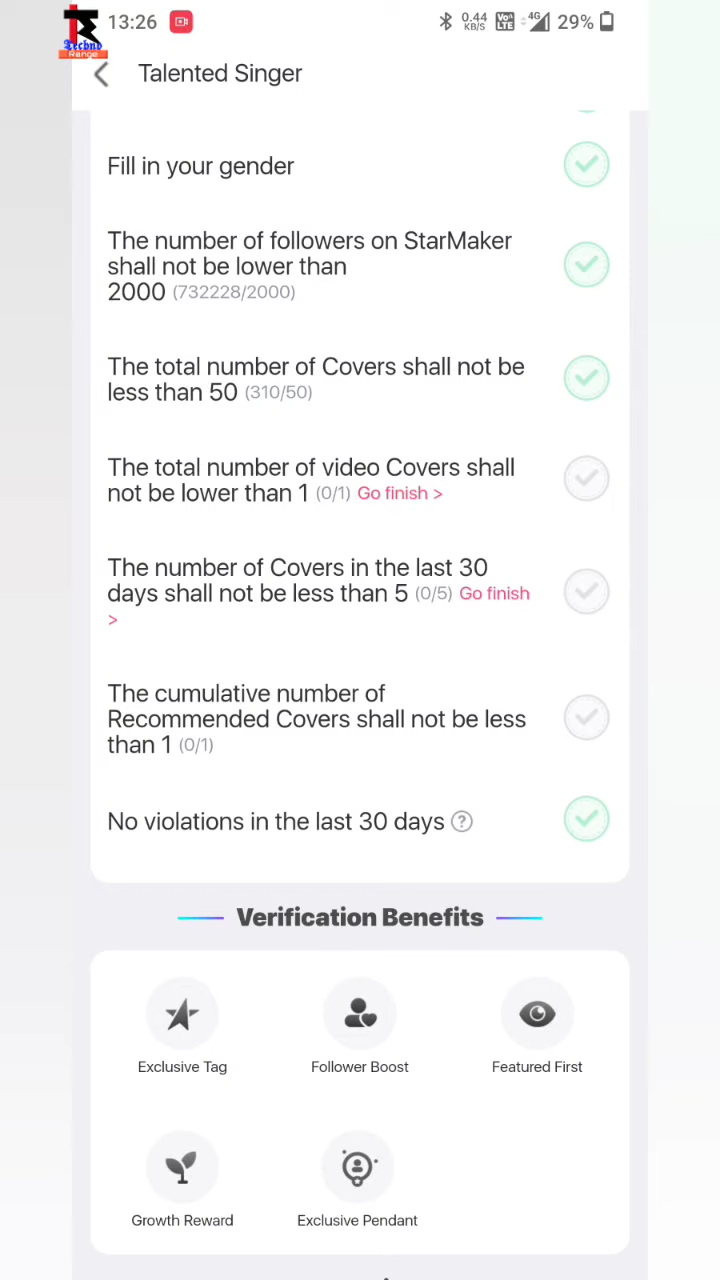 13:26
0.44 KB/S
Vo) LTE
4G
29%
Techno
Range
Talented Singer
Fill in your gender
The number of followers on StarMaker
shall not be lower than
2000 (732228/2000)
The total number of Covers shall not be
less than 50 (310/50)
The total number of video Covers shall
not be lower than 1 (0/1) Go finish >
The number of Covers in the last 30
days shall not be less than 5 (0/5) Go finish
>
The cumulative number of
Recommended Covers shall not be less
than 1 (0/1)
No violations in the last 30 days ?
Verification Benefits
Exclusive Tag
Follower Boost
Featured First
Growth Reward
Exclusive Pendant